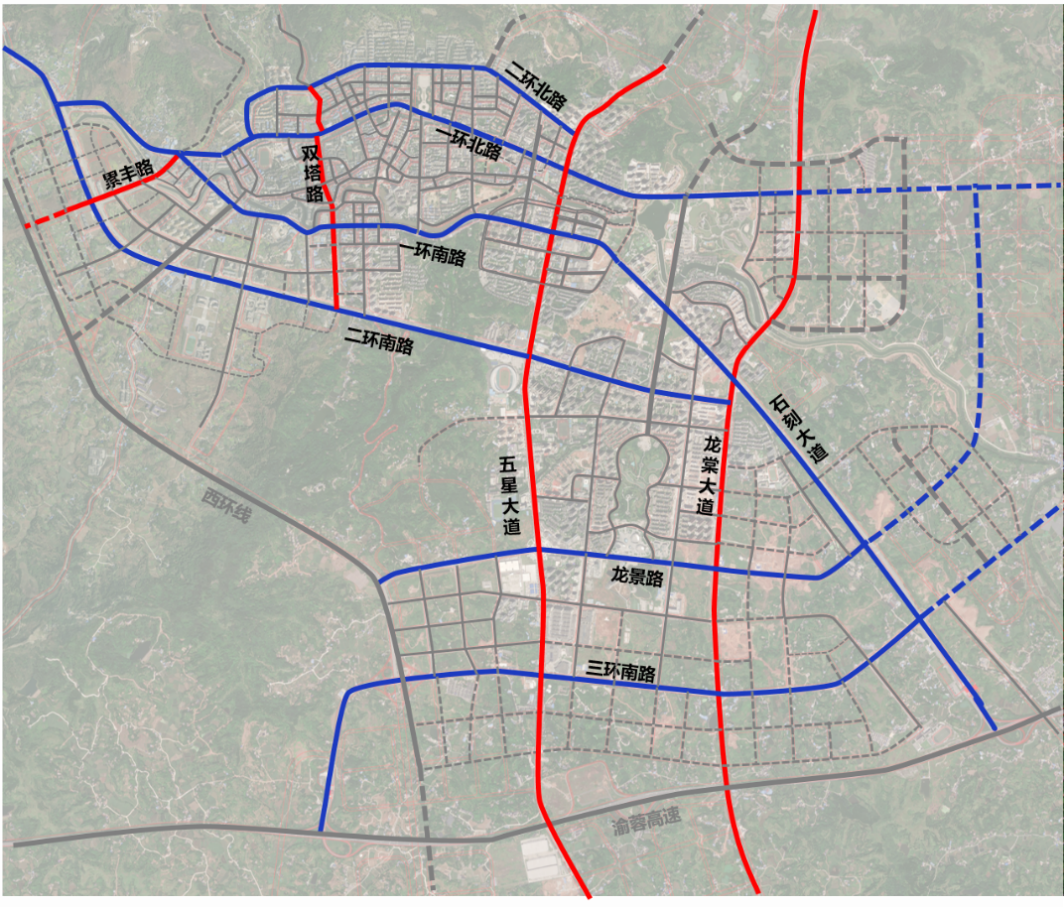 二环北路
一环北路
双塔路
累丰路
一环南路
二环南路
石刻大道
龙棠大道
五星大道
西环线
龙景路
三环南路
渝蓉高速